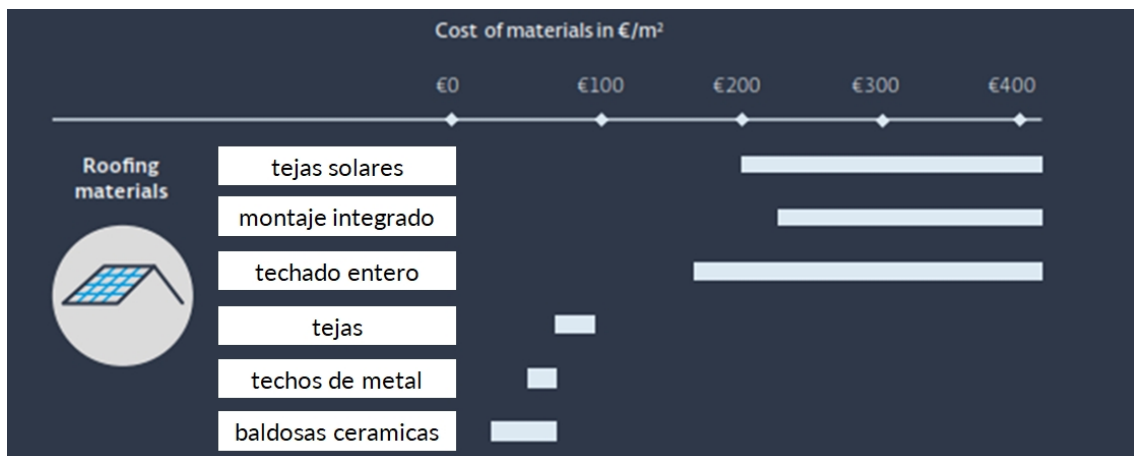 Cost of materials in €/m²
€0 €100 €200 €300 €400
Roofing
materials
tejas solares
montaje integrado
techado entero
tejas
techos de metal
baldosas ceramicas